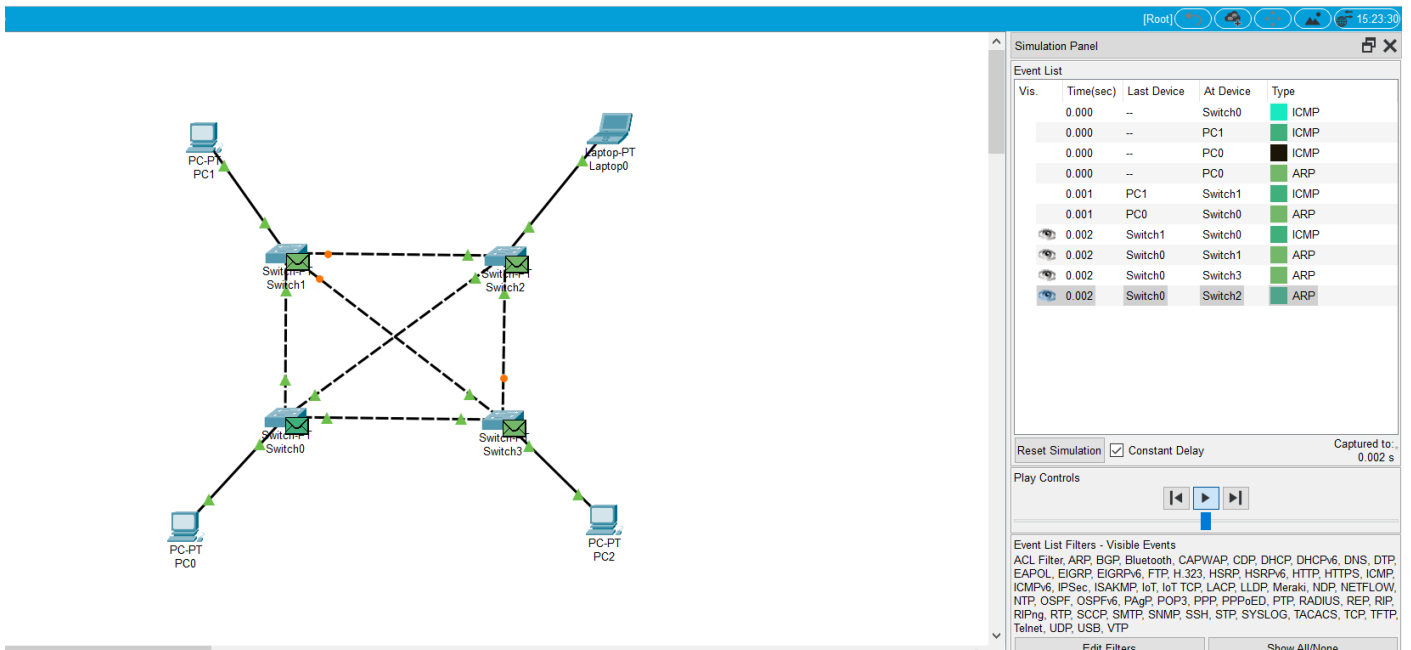 [Root]
15:23:30
Simulation Panel
Event List
Vis. Time(sec) Last Device At Device Type
0.000 -- Switch0 ICMP
0.000 -- PC1 ICMP
0.000 -- PC0 ICMP
0.000 -- PC0 ARP
0.001 PC1 Switch1 ICMP
0.001 PC0 Switch0 ARP
0.002 Switch1 Switch0 ICMP
0.002 Switch0 Switch1 ARP
0.002 Switch0 Switch3 ARP
0.002 Switch0 Switch2 ARP
Reset Simulation Constant Delay
Captured to:
0.002 s
Play Controls
Event List Filters - Visible Events
ACL Filter, ARP, BGP, Bluetooth, CAPWAP, CDP, DHCP, DHCPv6, DNS, DTP,
EAPOL, EIGRP, EIGRPv6, FTP, H.323, HSRP, HSRPv6, HTTP, HTTPS, ICMP,
ICMPv6, IPSec, ISAKMP, IoT, IoT TCP, LACP, LLDP, Meraki, NDP, NETFLOW,
NTP, OSPF, OSPFv6, PAgP, POP3, PPP, PPPoED, PTP, RADIUS, REP, RIP,
RIPng, RTP, SCCP, SMTP, SNMP, SSH, STP, SYSLOG, TACACS, TCP, TFTP,
Telnet, UDP, USB, VTP
Edit Filters
Show All/None
PC-PT
PC1
Laptop-PT
Laptop0
Switch-PT
Switch1
Switch-PT
Switch2
Switch-PT
Switch0
Switch-PT
Switch3
PC-PT
PC0
PC-PT
PC2